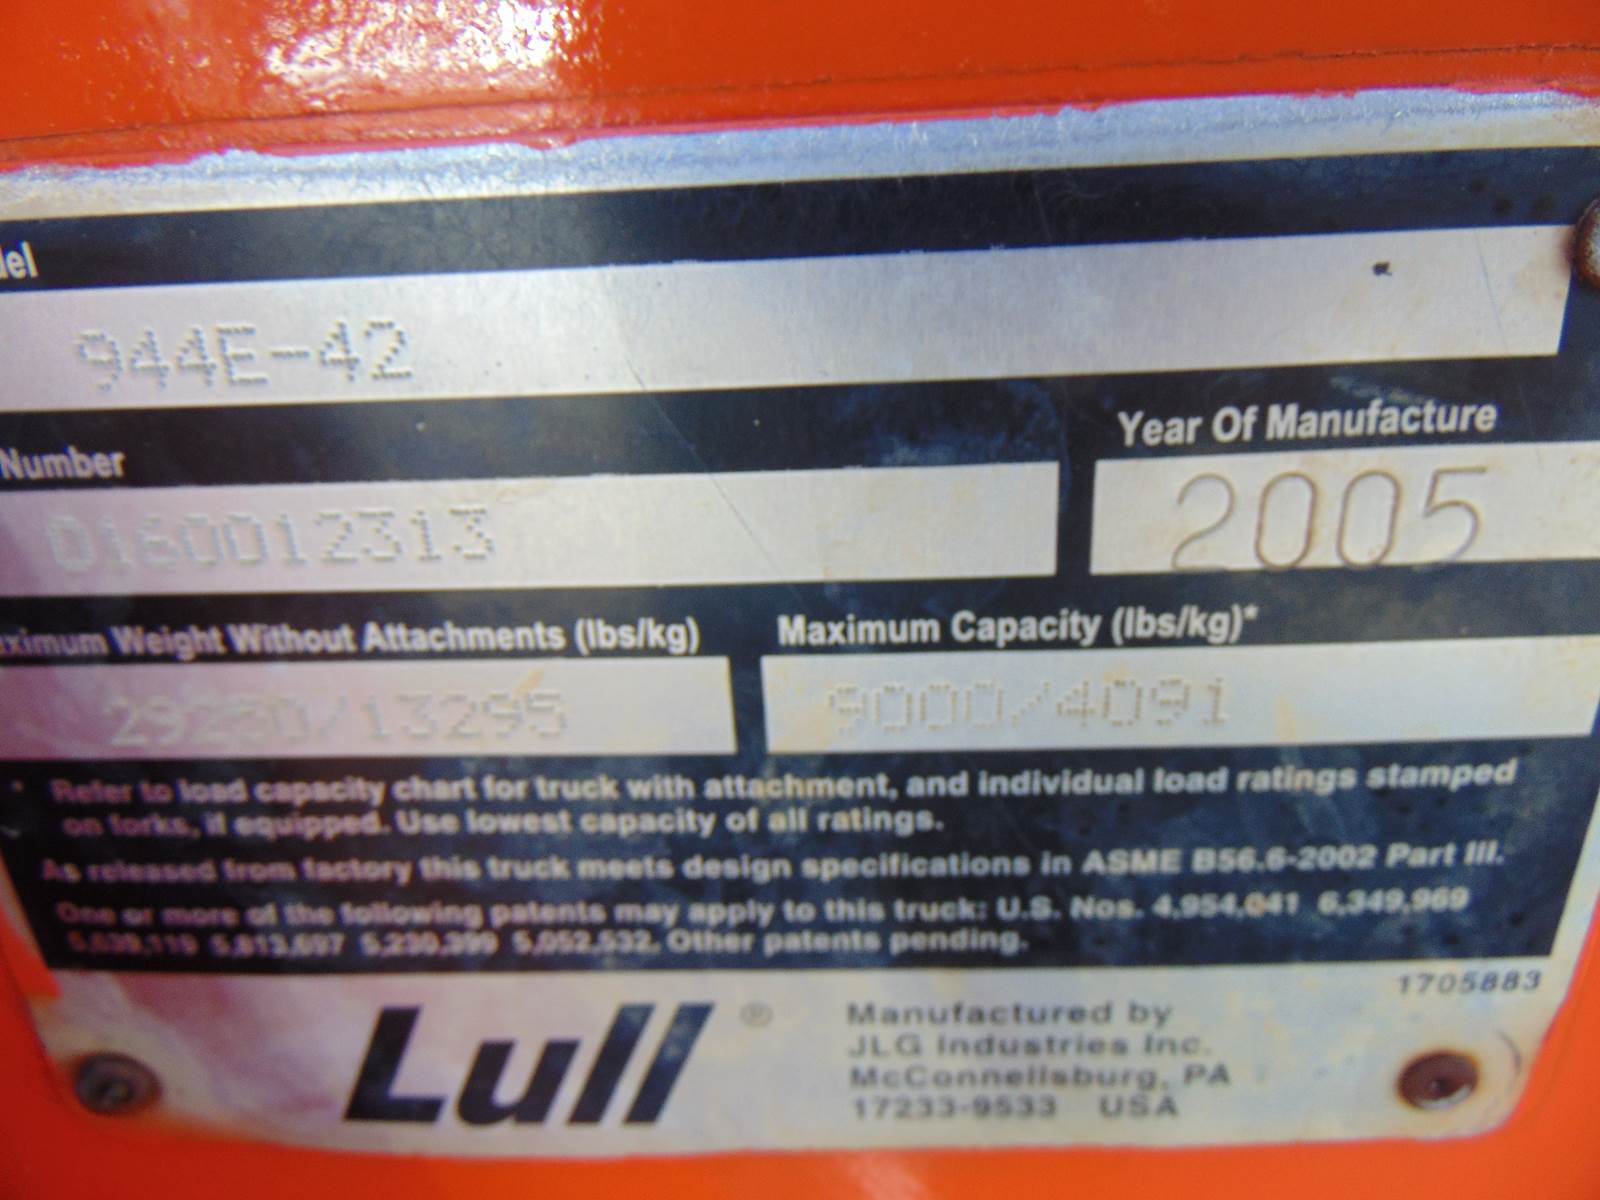 del
944E-42
Number
Year Of Manufacture
0160012313
2005
ximum Weight Without Attachments (lbs/kg)
Maximum Capacity (lbs/kg)*
29250/13295
9000/4091
* Refer to load capacity chart for truck with attachment, and individual load ratings stamped
on forks, if equipped. Use lowest capacity of all ratings.
As released from factory this truck meets design specifications in ASME B56.6-2002 Part III.
One or more of the following patents may apply to this truck: U.S. Nos. 4,954,041 6,349,969
5,639,119 5,813,697 5,230,399 5,052,532. Other patents pending.
1705883
Lull ®
Manufactured by
JLG Industries Inc.
McConnellsburg, PA
17233-9533 USA